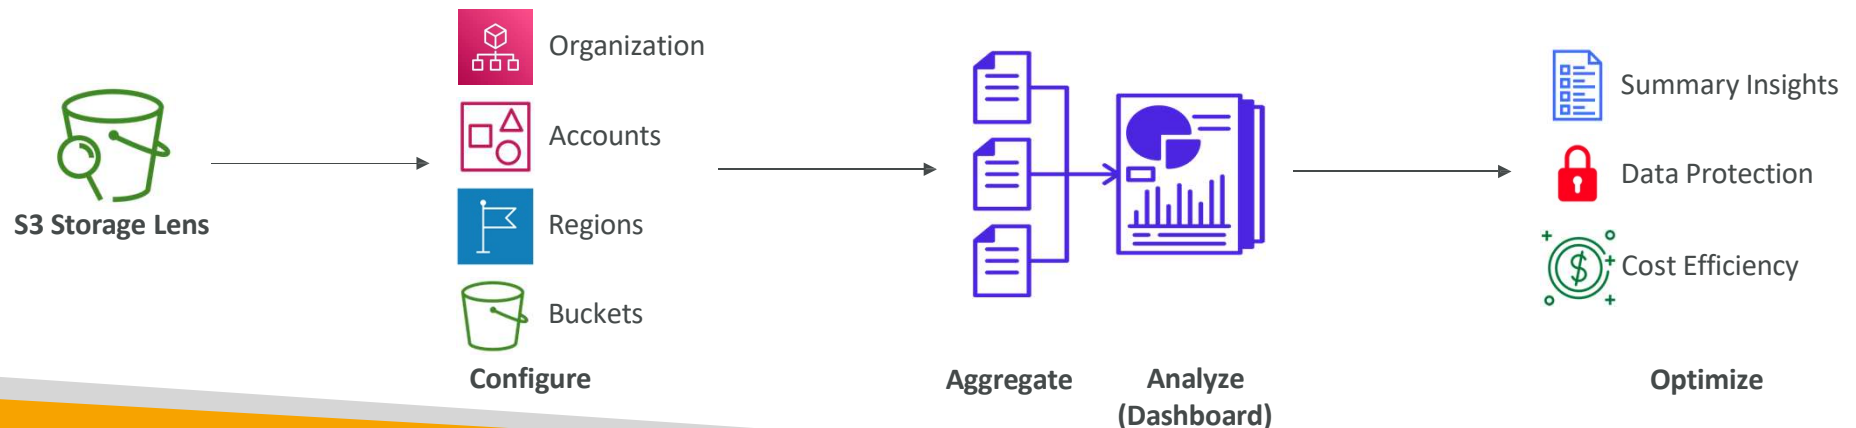 S3 Storage Lens
Organization
Accounts
Regions
Buckets
Configure
Aggregate
Analyze
(Dashboard)
Summary Insights
Data Protection
$
Cost Efficiency
Optimize